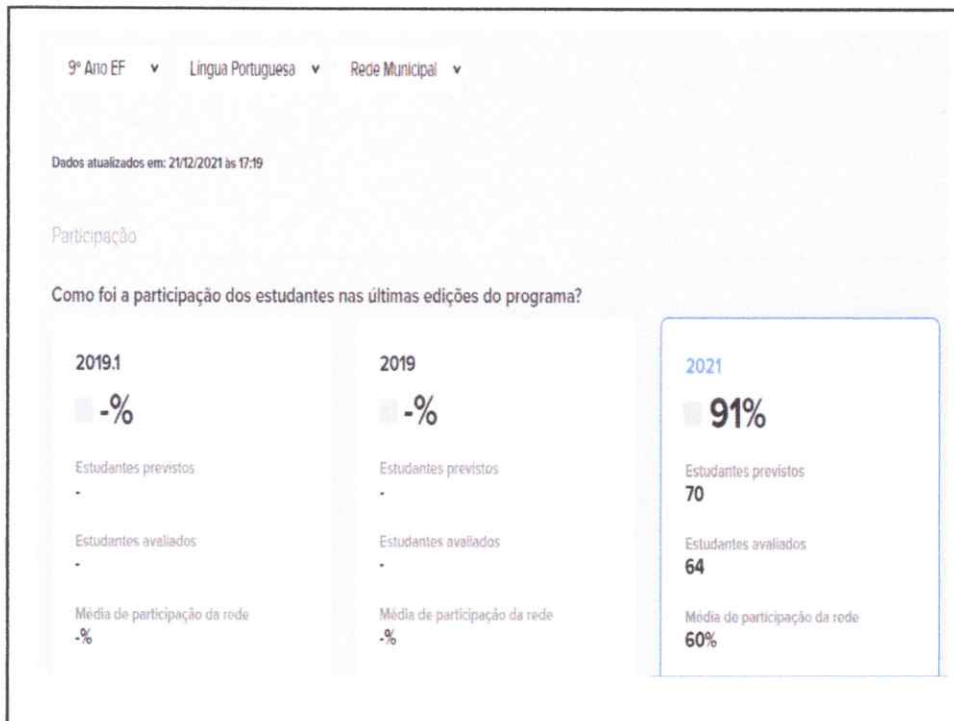 9º Ano EF Língua Portuguesa Rede Municipal
Dados atualizados em: 21/12/2021 às 17:19
Participação
Como foi a participação dos estudantes nas últimas edições do programa?
2019.1
-%
Estudantes previstos
-
Estudantes avaliados
-
Média de participação da rede
-%
2019
-%
Estudantes previstos
-
Estudantes avaliados
-
Média de participação da rede
-%
2021
91%
Estudantes previstos
70
Estudantes avaliados
64
Média de participação da rede
60%